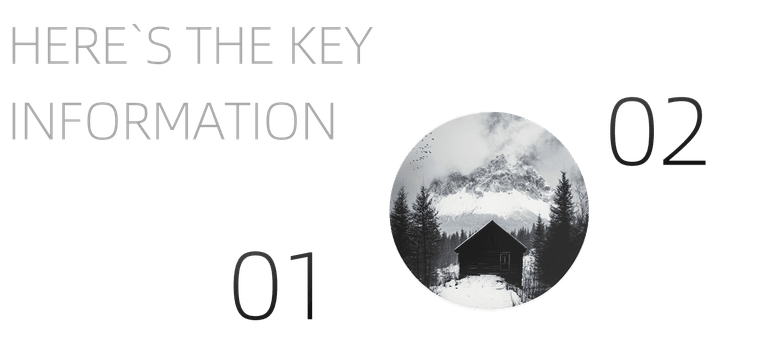 HERE`S THE KEY
INFORMATION
02
01